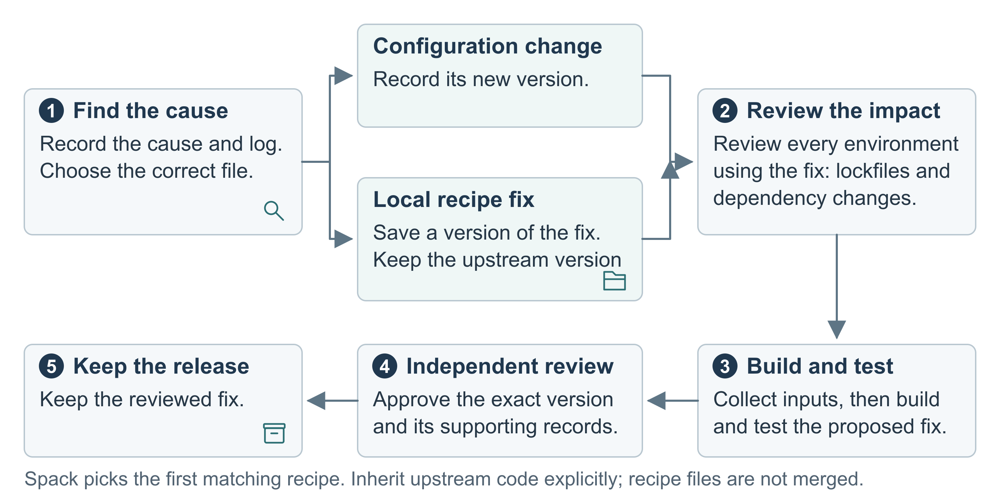 1 Find the cause
Record the cause and log.
Choose the correct file.
Configuration change
Record its new version.
Local recipe fix
Save a version of the fix.
Keep the upstream version
2 Review the impact
Review every environment
using the fix: lockfiles and
dependency changes.
3 Build and test
Collect inputs, then build
and test the proposed fix.
4 Independent review
Approve the exact version
and its supporting records.
5 Keep the release
Keep the reviewed fix.
Spack picks the first matching recipe. Inherit upstream code explicitly; recipe files are not merged.